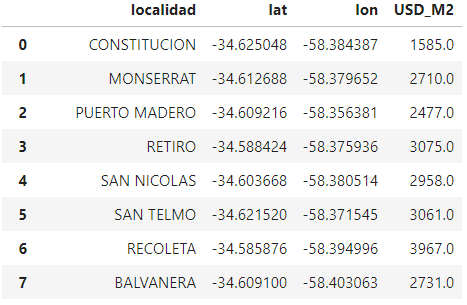 localidad lat lon USD_M2
0 CONSTITUCION -34.625048 -58.384387 1585.0
1 MONSERRAT -34.612688 -58.379652 2710.0
2 PUERTO MADERO -34.609216 -58.356381 2477.0
3 RETIRO -34.588424 -58.375936 3075.0
4 SAN NICOLAS -34.603668 -58.380514 2958.0
5 SAN TELMO -34.621520 -58.371545 3061.0
6 RECOLETA -34.585876 -58.394996 3967.0
7 BALVANERA -34.609100 -58.403063 2731.0